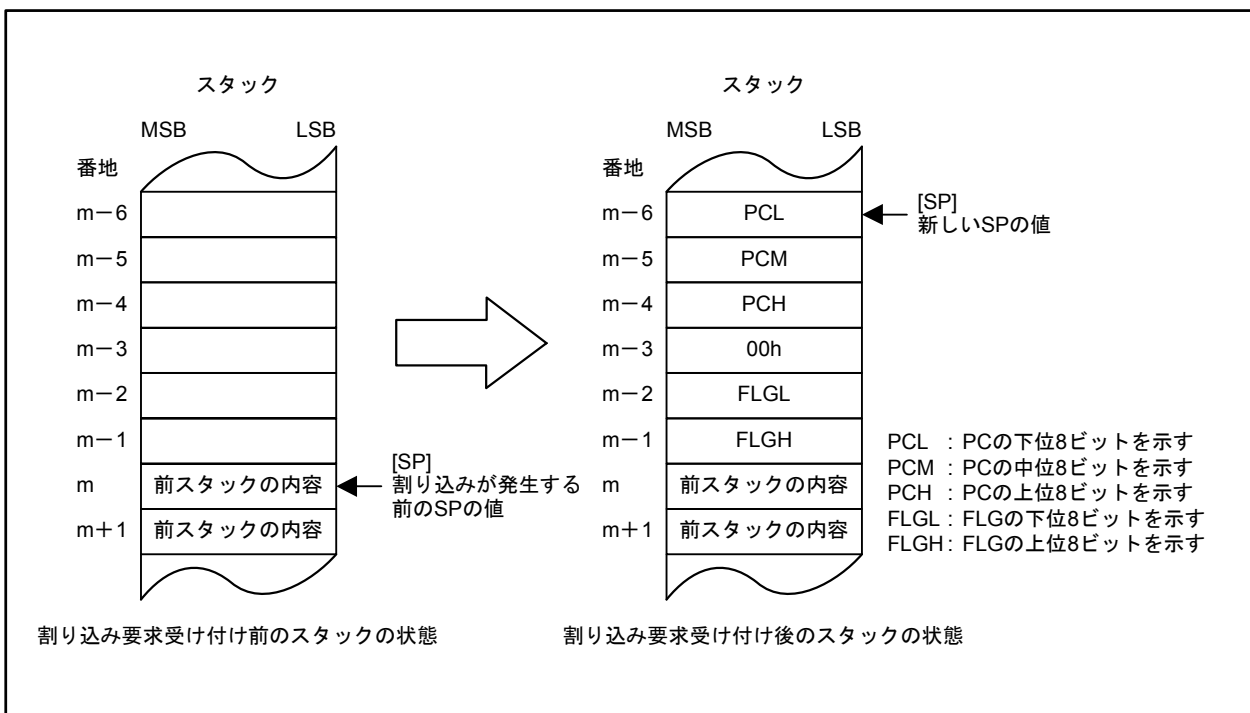 スタック
MSB LSB
番地
m－6
m－5
m－4
m－3
m－2
m－1
m 前スタックの内容
m＋1 前スタックの内容
[SP]
割り込みが発生する
前のSPの値
割り込み要求受け付け前のスタックの状態
スタック
MSB LSB
番地
m－6 PCL
m－5 PCM
m－4 PCH
m－3 00h
m－2 FLGL
m－1 FLGH
m 前スタックの内容
m＋1 前スタックの内容
[SP]
新しいSPの値
PCL : PCの下位8ビットを示す
PCM : PCの中位8ビットを示す
PCH : PCの上位8ビットを示す
FLGL : FLGの下位8ビットを示す
FLGH : FLGの上位8ビットを示す
割り込み要求受け付け後のスタックの状態